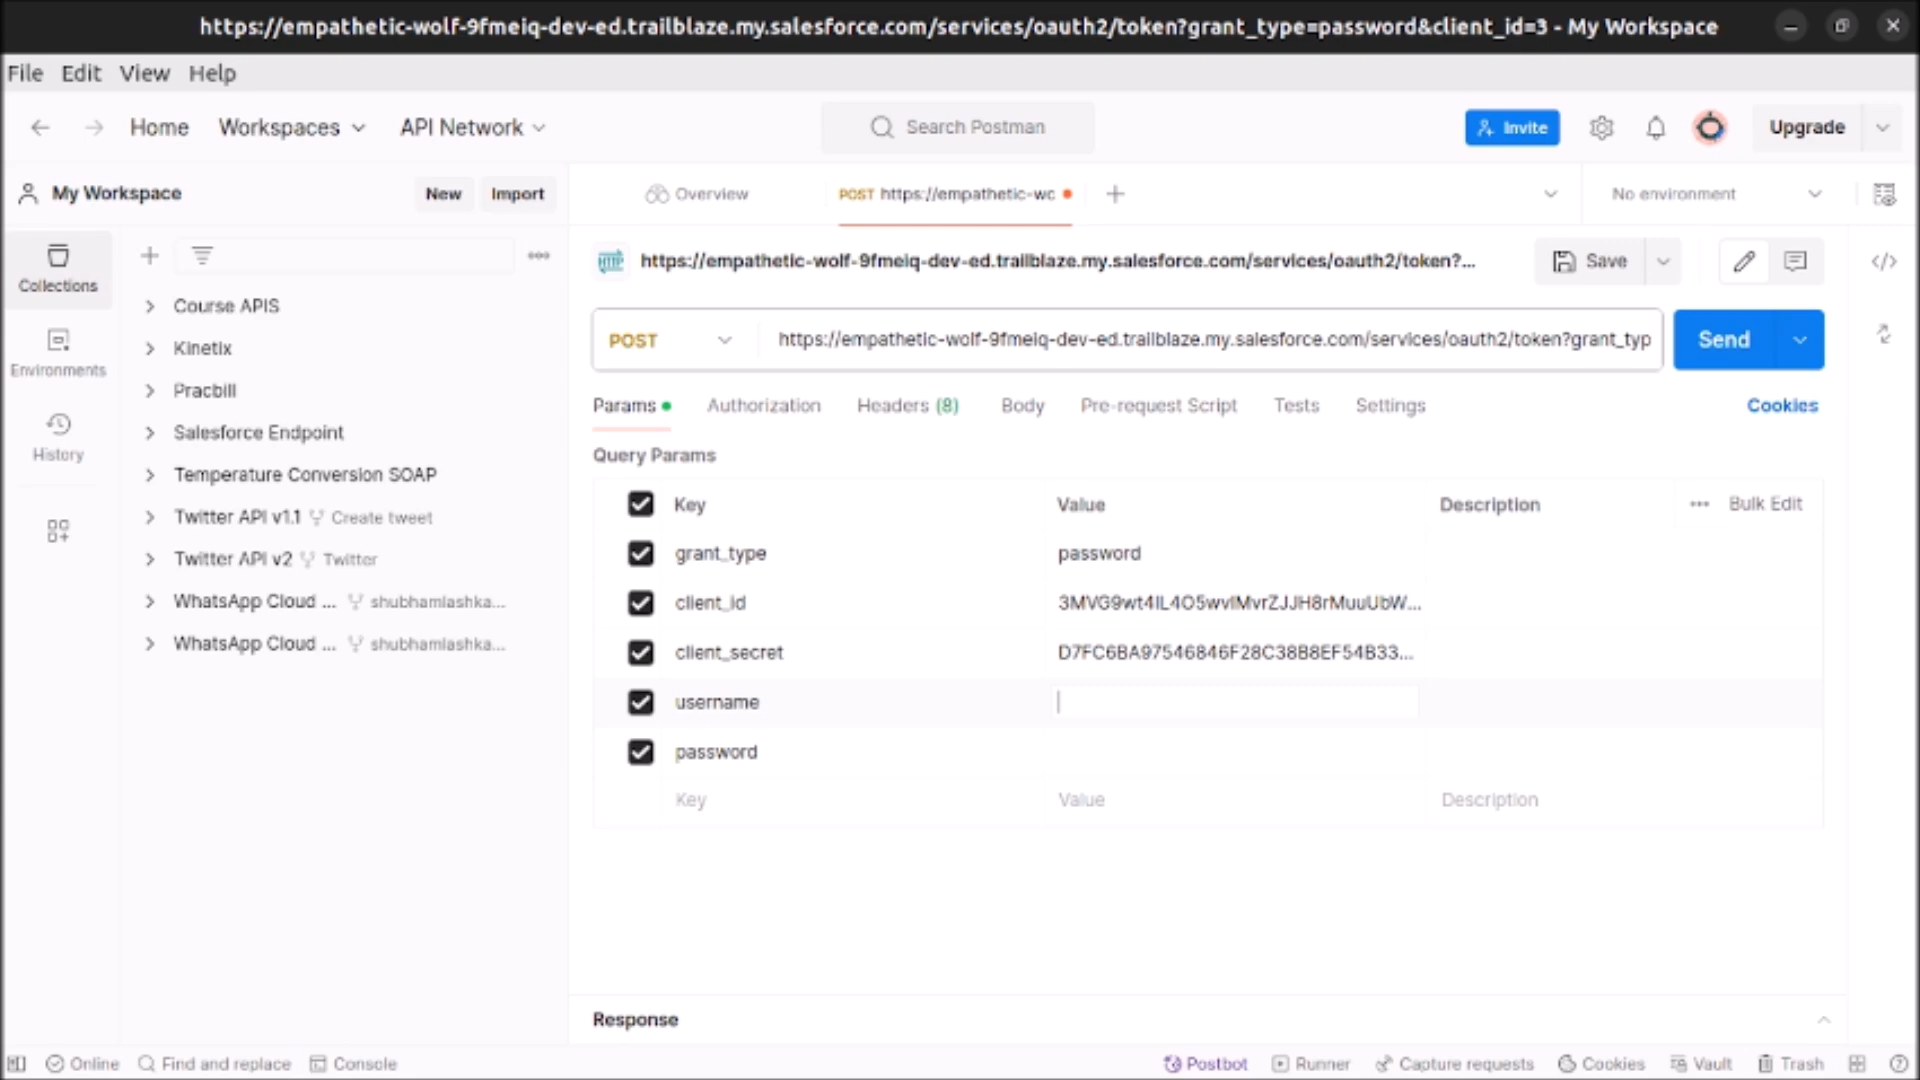 https://empathetic-wolf-9fmeiq-dev-ed.trailblaze.my.salesforce.com/services/oauth2/token?grant_type=password&client_id=3 - My Workspace
File Edit View Help
Home Workspaces API Network Search Postman Invite Upgrade
My Workspace New Import Overview POST https://empathetic-wo No environment
https://empathetic-wolf-9fmeiq-dev-ed.trailblaze.my.salesforce.com/services/oauth2/token?... Save
Collections
Environments
History
Course APIS
Kinetix
Pracbill
Salesforce Endpoint
Temperature Conversion SOAP
Twitter API v1.1 Create tweet
Twitter API v2 Twitter
WhatsApp Cloud ... shubhamlashka...
WhatsApp Cloud ... shubhamlashka...
POST https://empathetic-wolf-9fmeiq-dev-ed.trailblaze.my.salesforce.com/services/oauth2/token?grant_typ Send
Params Authorization Headers (8) Body Pre-request Script Tests Settings Cookies
Query Params
Key Value Description Bulk Edit
grant_type password
client_id 3MVG9wt4IL4O5wvIMvrZJJH8rMuuUbW...
client_secret D7FC6BA97546846F28C38B8EF54B33...
username
password
Key Value Description
Response
Online Find and replace Console Postbot Runner Capture requests Cookies Vault Trash